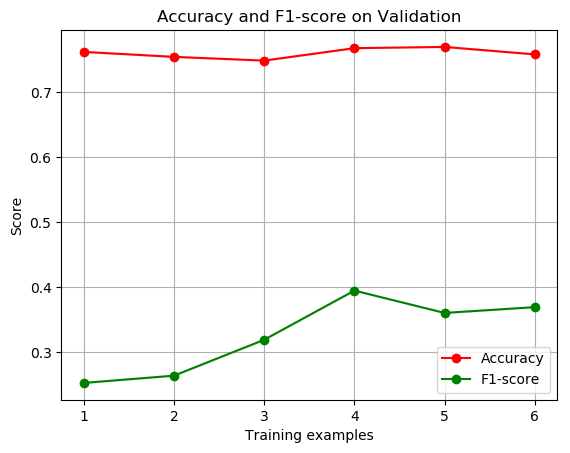 Accuracy and F1-score on Validation
Score
0.7
0.6
0.5
0.4
0.3
Accuracy
F1-score
1 2 3 4 5 6
Training examples